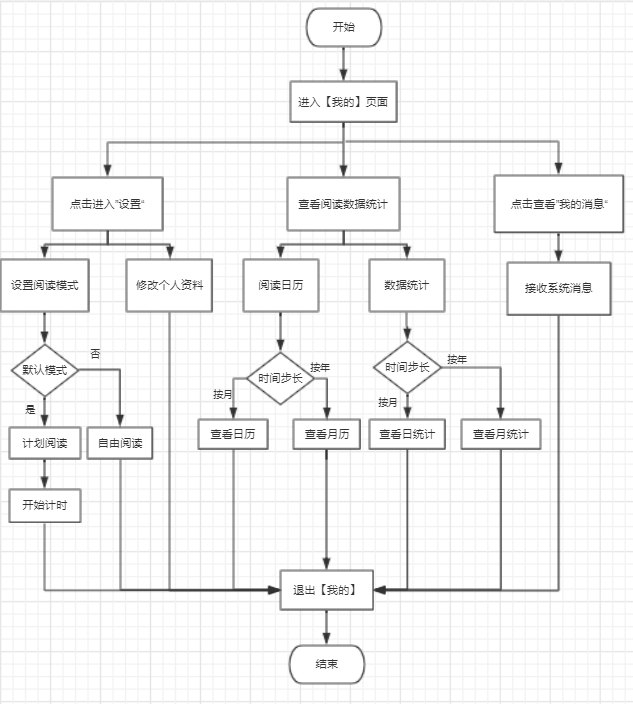 开始
进入【我的】页面
点击进入"设置"
查看阅读数据统计
点击查看"我的消息"
设置阅读模式
修改个人资料
阅读日历
数据统计
接收系统消息
默认模式
否
是
时间步长
按年
按月
时间步长
按年
按月
计划阅读
自由阅读
查看日历
查看月历
查看日统计
查看月统计
开始计时
退出【我的】
结束